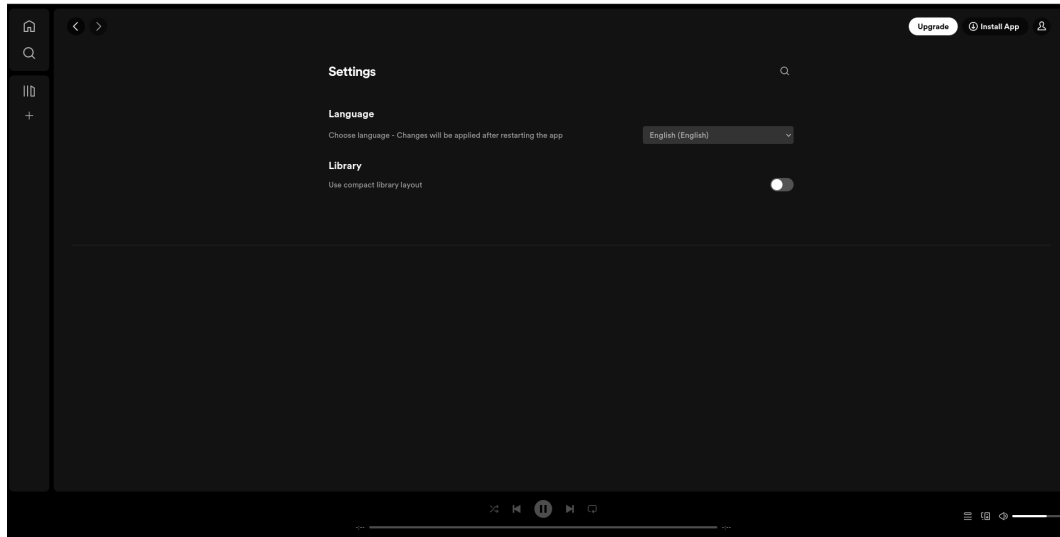 Upgrade
Install App
Settings
Language
Choose language - Changes will be applied after restarting the app
English (English)
Library
Use compact library layout
-:--
-:--